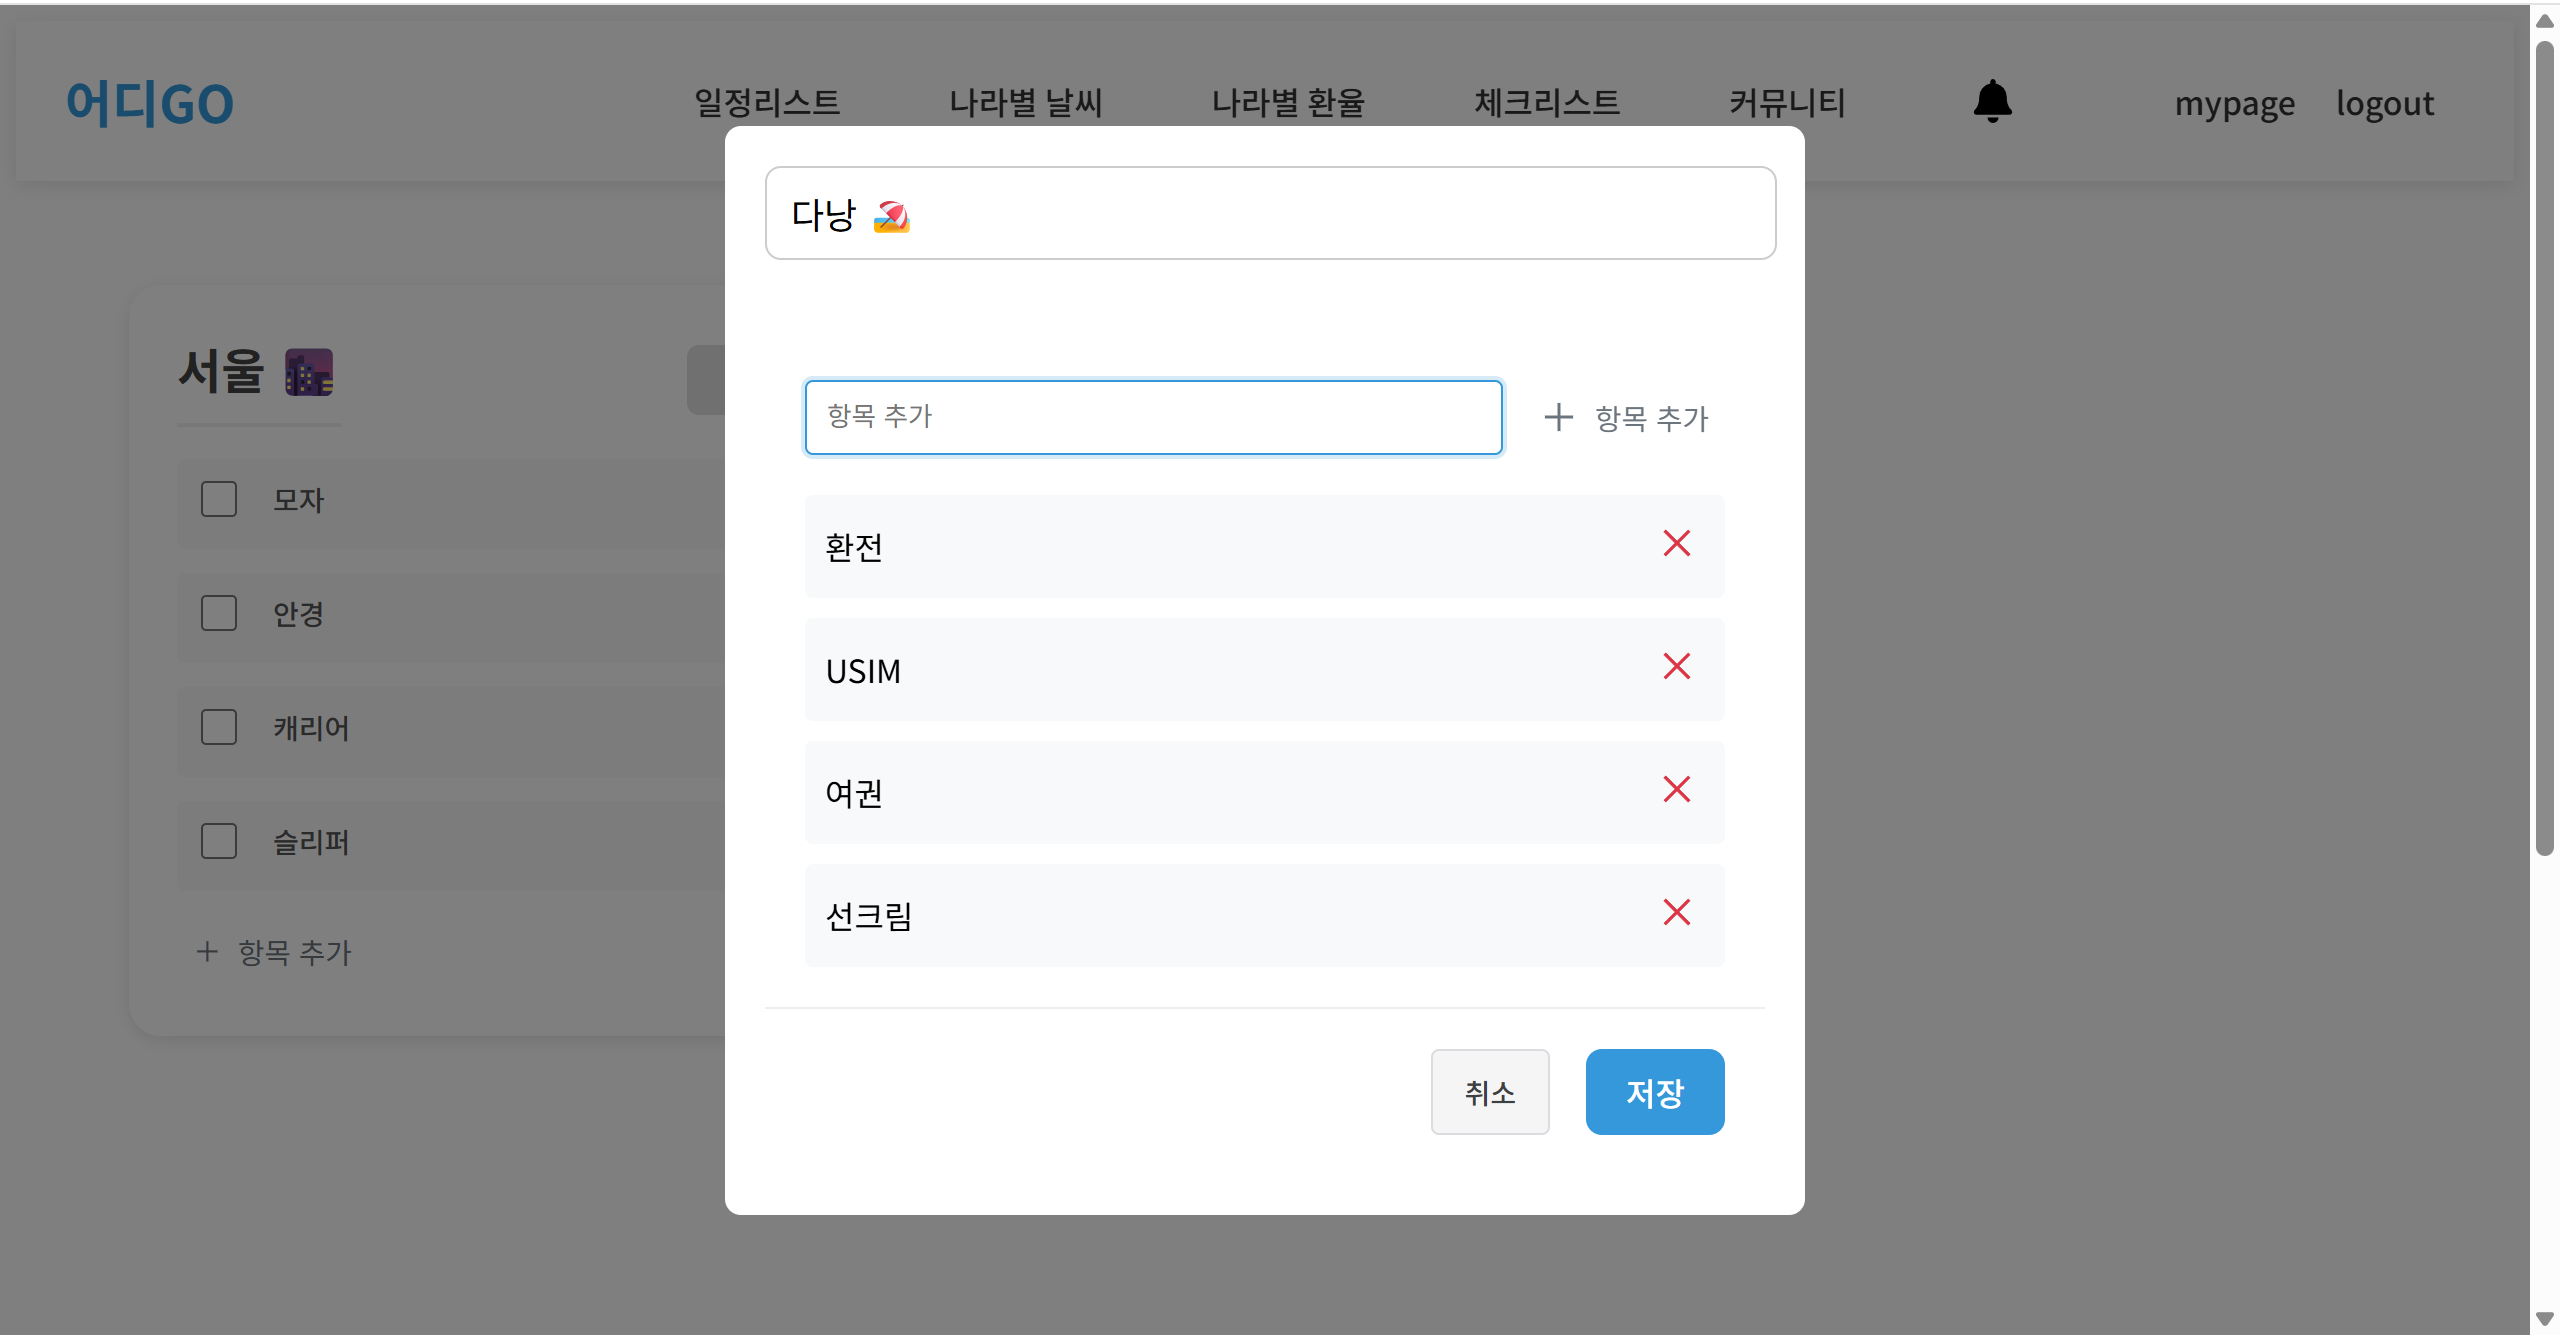 어디GO
일정리스트 나라별 날씨 나라별 환율 체크리스트 커뮤니티 mypage logout
서울
모자
안경
캐리어
슬리퍼
+ 항목 추가
다낭
항목 추가
+ 항목 추가
환전
USIM
여권
선크림
취소
저장